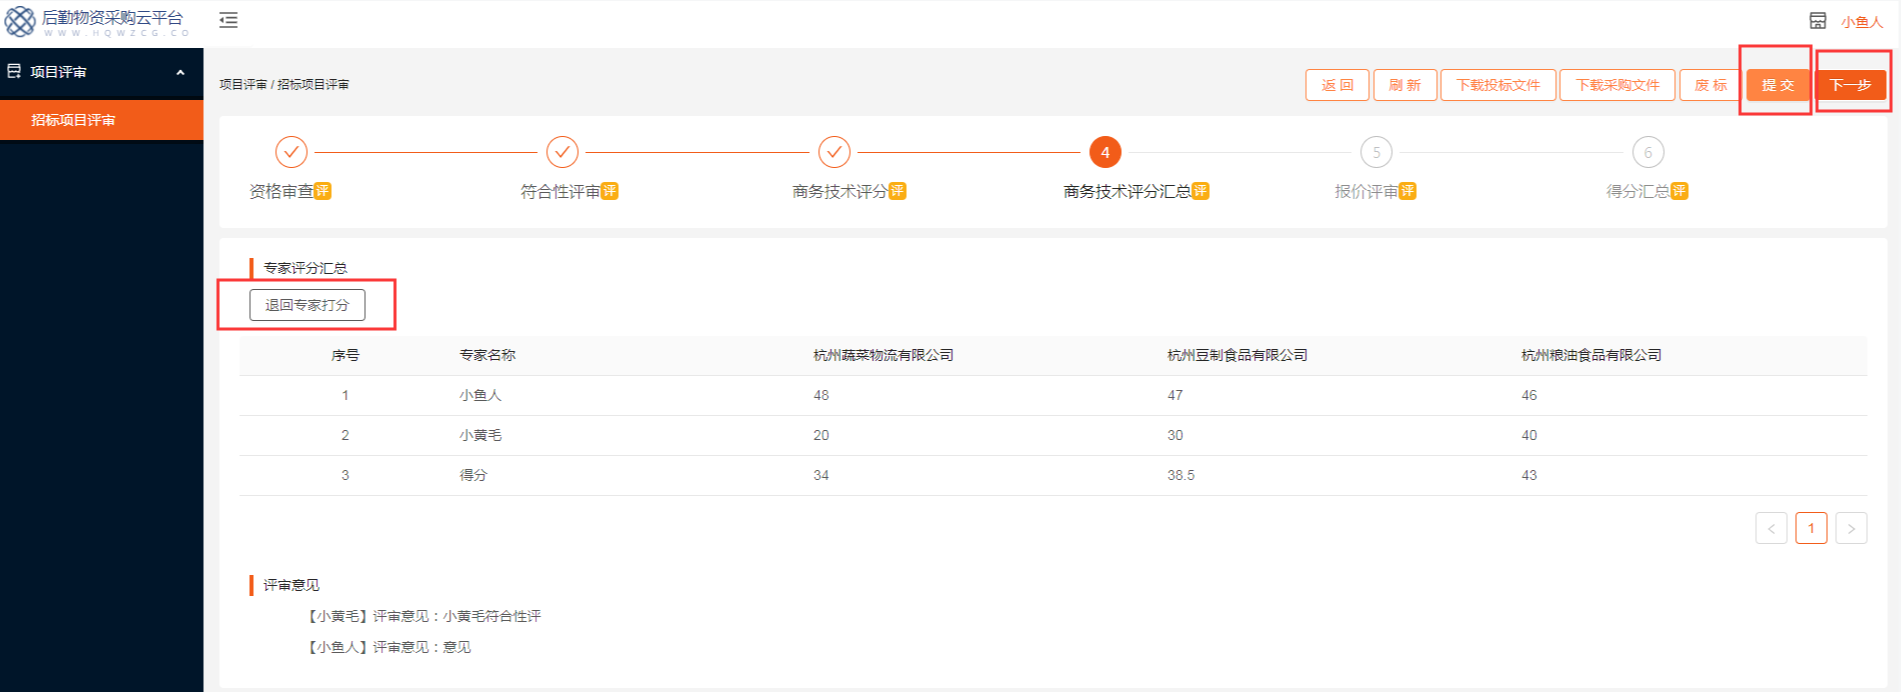 后勤物资采购云平台
WWW.HQWZCG.CO
小鱼人
项目评审
招标项目评审
项目评审 / 招标项目评审
返 回
刷 新
下载投标文件
下载采购文件
废 标
提 交
下一步
4
5
6
资格审查评
符合性评审评
商务技术评分评
商务技术评分汇总评
报价评审评
得分汇总评
专家评分汇总
退回专家打分
序号 专家名称 杭州蔬菜物流有限公司 杭州豆制食品有限公司 杭州粮油食品有限公司
1 小鱼人 48 47 46
2 小黄毛 20 30 40
3 得分 34 38.5 43
< 1 >
评审意见
【小黄毛】评审意见：小黄毛符合性评
【小鱼人】评审意见：意见